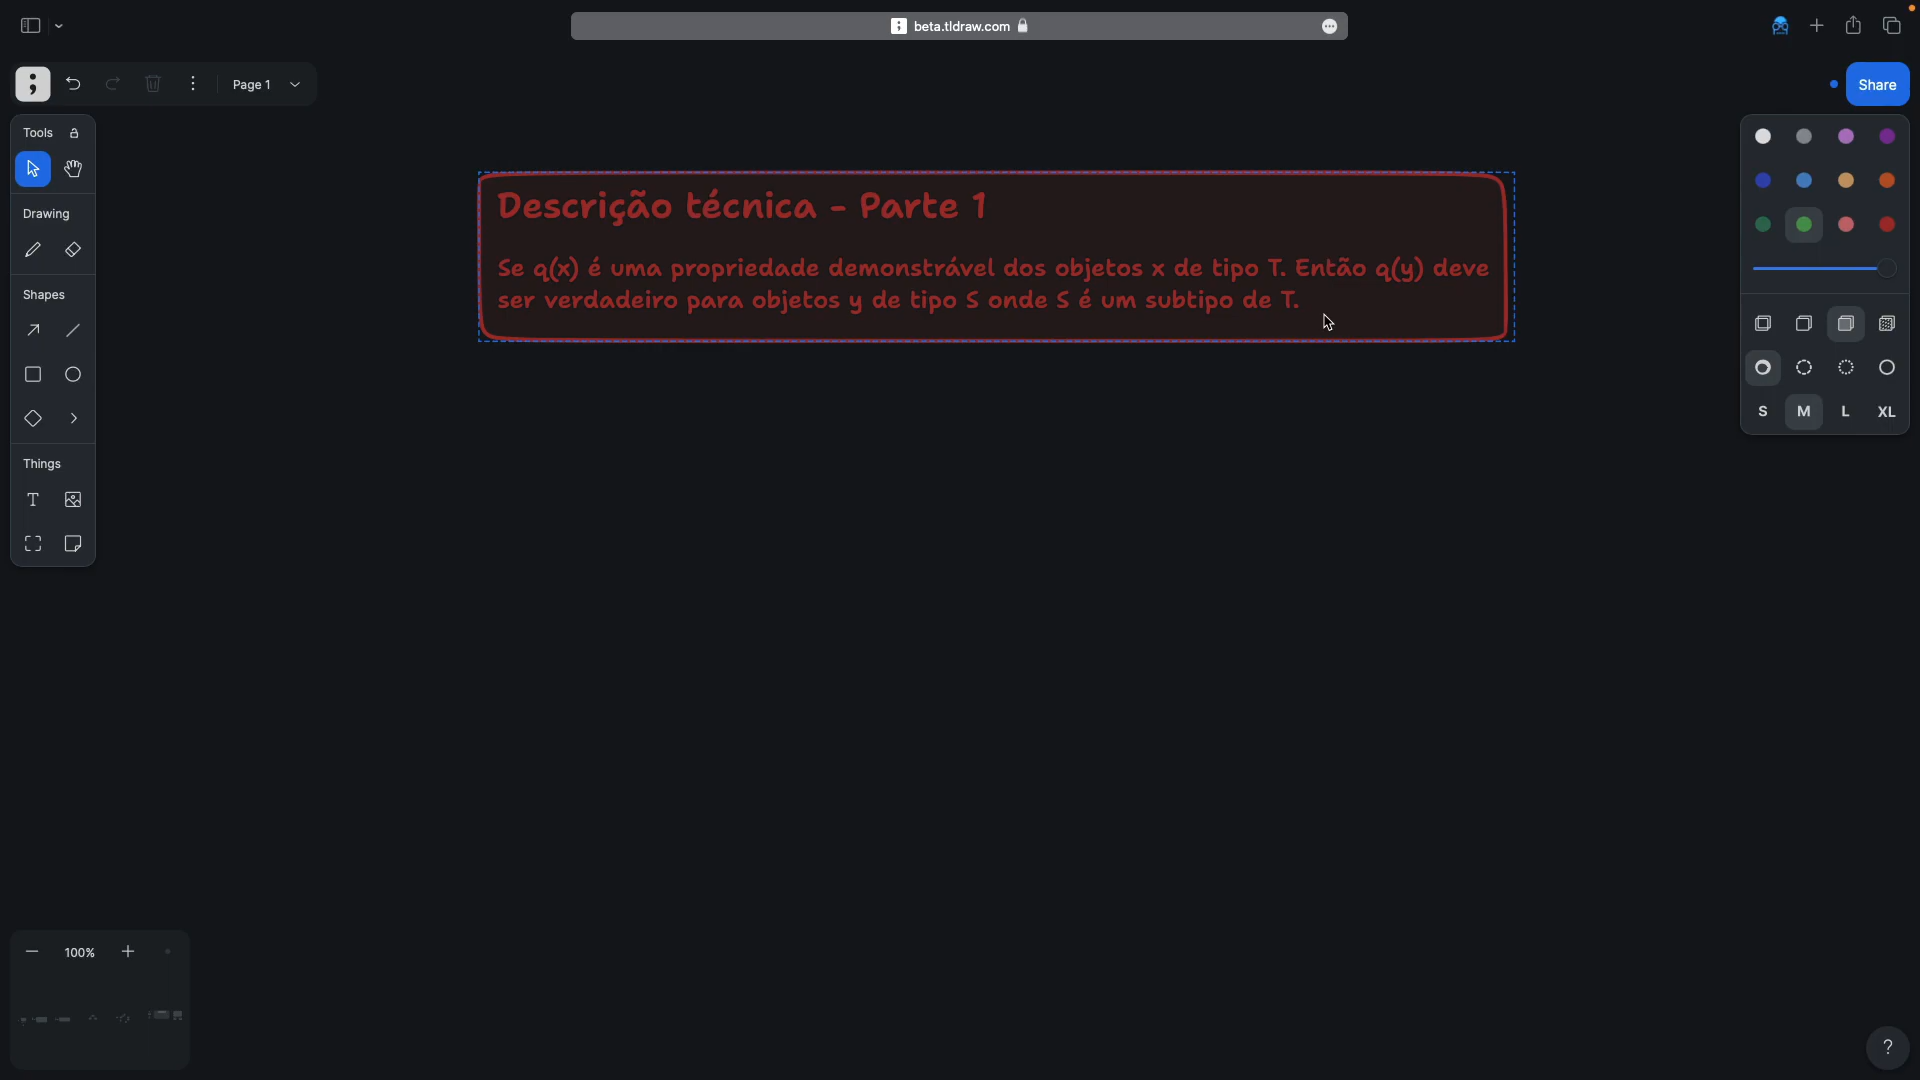 beta.tldraw.com
Page 1
Share
Tools
Drawing
Shapes
Things
Descrição técnica - Parte 1
Se q(x) é uma propriedade demonstrável dos objetos x de tipo T. Então q(y) deve
ser verdadeiro para objetos y de tipo S onde S é um subtipo de T.
S M L XL
100%
?